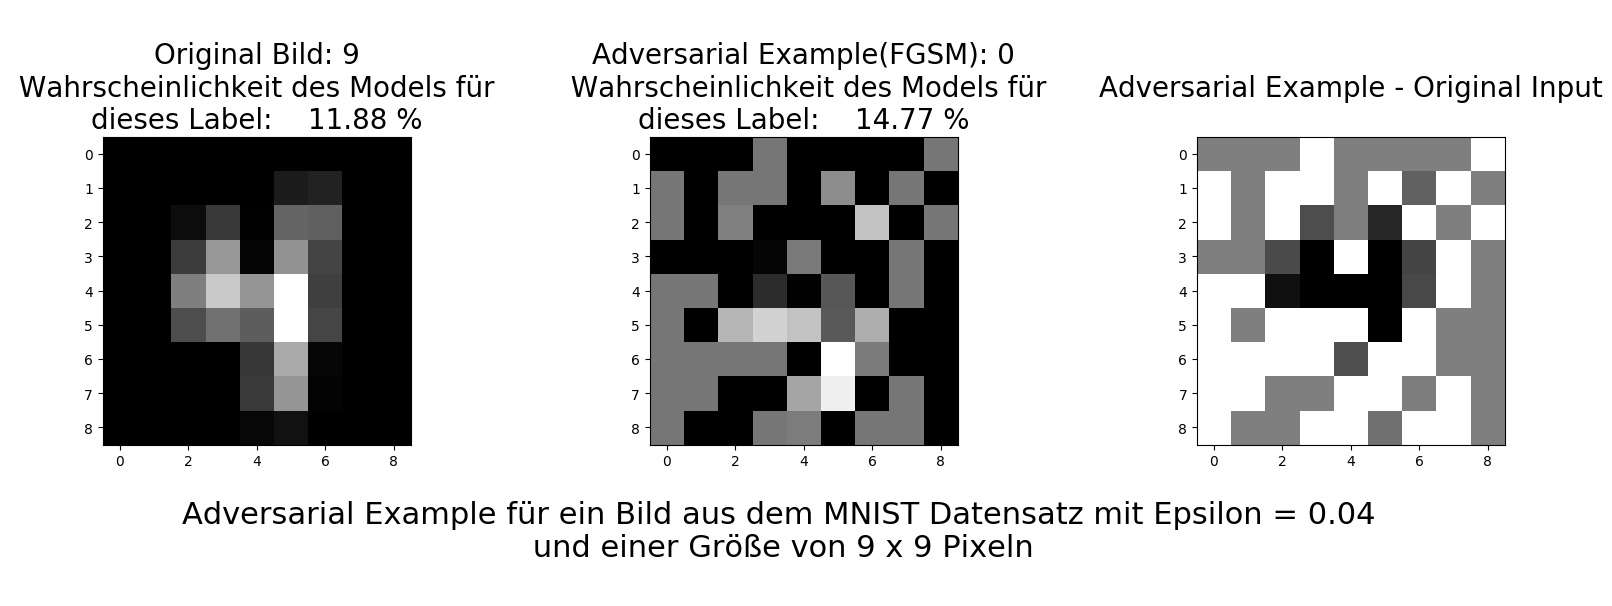 Original Bild: 9
Wahrscheinlichkeit des Models für
dieses Label: 11.88 %
0
1
2
3
4
5
6
7
8
0 2 4 6 8
Adversarial Example(FGSM): 0
Wahrscheinlichkeit des Models für
dieses Label: 14.77 %
0
1
2
3
4
5
6
7
8
0 2 4 6 8
Adversarial Example - Original Input
0
1
2
3
4
5
6
7
8
0 2 4 6 8
Adversarial Example für ein Bild aus dem MNIST Datensatz mit Epsilon = 0.04
und einer Größe von 9 x 9 Pixeln